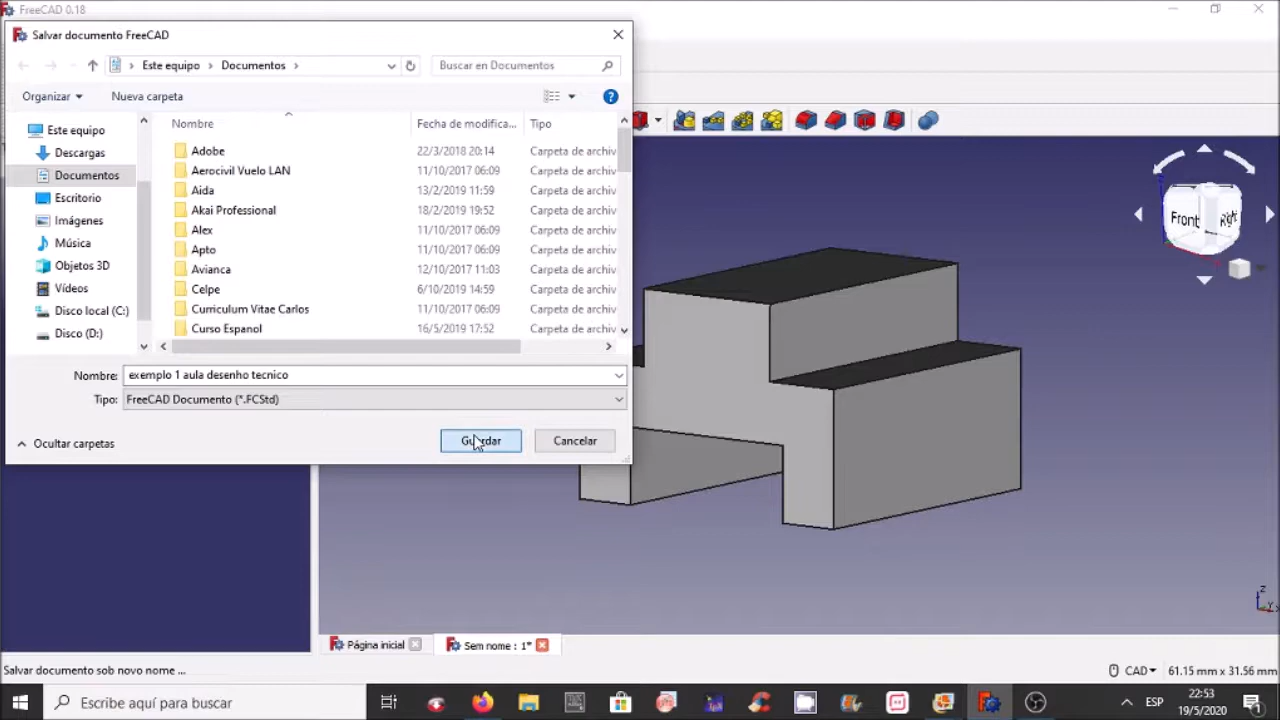 FreeCAD 0.18
Salvar documento FreeCAD
Este equipo > Documentos >
Buscar en Documentos
Organizar
Nueva carpeta
Nombre
Fecha de modifica...
Tipo
Este equipo
Descargas
Documentos
Escritorio
Imágenes
Música
Objetos 3D
Vídeos
Disco local (C:)
Disco (D:)
Adobe 22/3/2018 20:14 Carpeta de archiv
Aerocivil Vuelo LAN 11/10/2017 06:09 Carpeta de archiv
Aida 13/2/2019 11:59 Carpeta de archiv
Akai Professional 18/2/2019 19:52 Carpeta de archiv
Alex 11/10/2017 06:09 Carpeta de archiv
Apto 11/10/2017 06:09 Carpeta de archiv
Avianca 12/10/2017 11:03 Carpeta de archiv
Celpe 6/10/2019 14:59 Carpeta de archiv
Curriculum Vitae Carlos 11/10/2017 06:09 Carpeta de archiv
Curso Espanol 16/5/2019 17:52 Carpeta de archiv
Nombre: exemplo 1 aula desenho tecnico
Tipo: FreeCAD Documento (*.FCStd)
Ocultar carpetas
Guardar
Cancelar
Front
Right
Z
Página inicial
Sem nome : 1*
Salvar documento sob novo nome ...
CAD
61.15 mm x 31.56 mm
Escribe aquí para buscar
ESP
22:53
19/5/2020
1